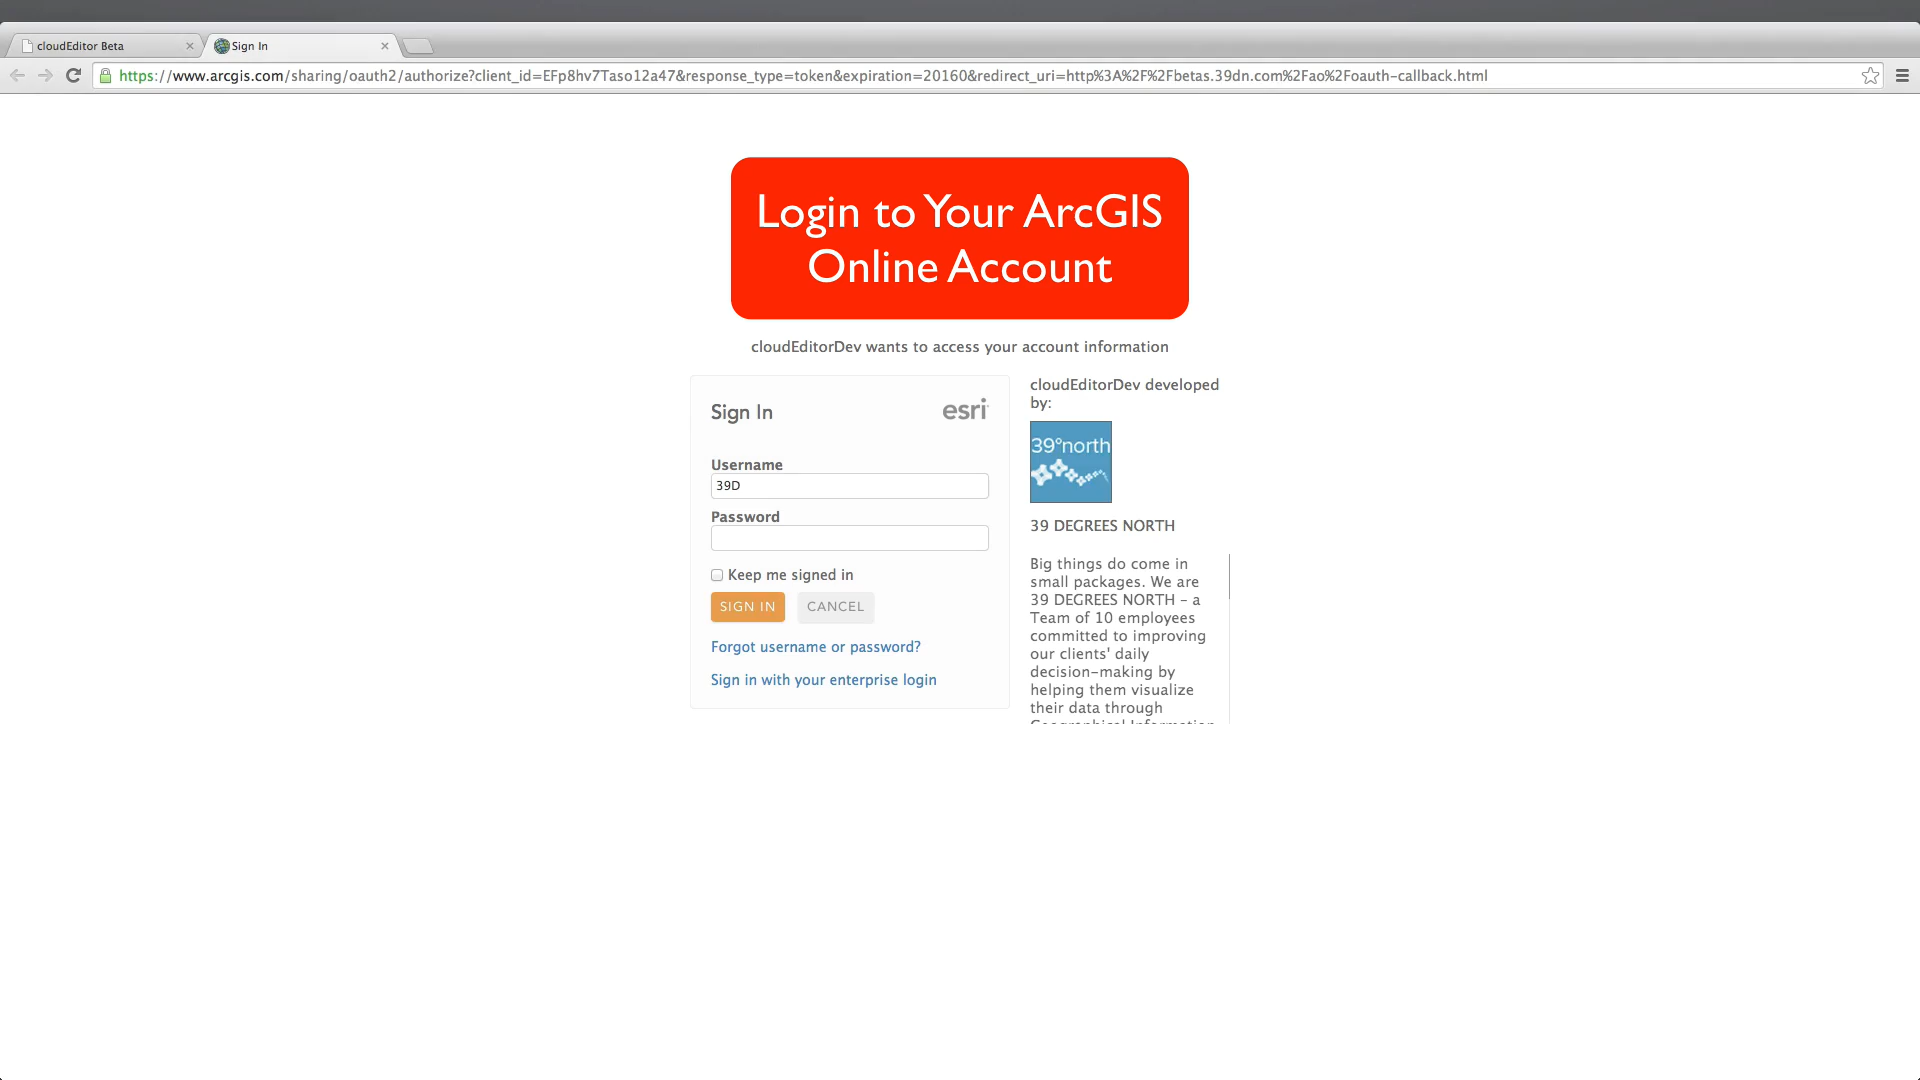 cloudEditor Beta
Sign In
https://www.arcgis.com/sharing/oauth2/authorize?client_id=EFp8hv7Taso12a47&response_type=token&expiration=20160&redirect_uri=http%3A%2F%2Fbetas.39dn.com%2Fao%2Foauth-callback.html
Login to Your ArcGIS
Online Account
cloudEditorDev wants to access your account information
Sign In
esri
Username
39D
Password
Keep me signed in
SIGN IN
CANCEL
Forgot username or password?
Sign in with your enterprise login
cloudEditorDev developed
by:
39°north
39 DEGREES NORTH
Big things do come in
small packages. We are
39 DEGREES NORTH - a
Team of 10 employees
committed to improving
our clients' daily
decision-making by
helping them visualize
their data through
Geographical Information